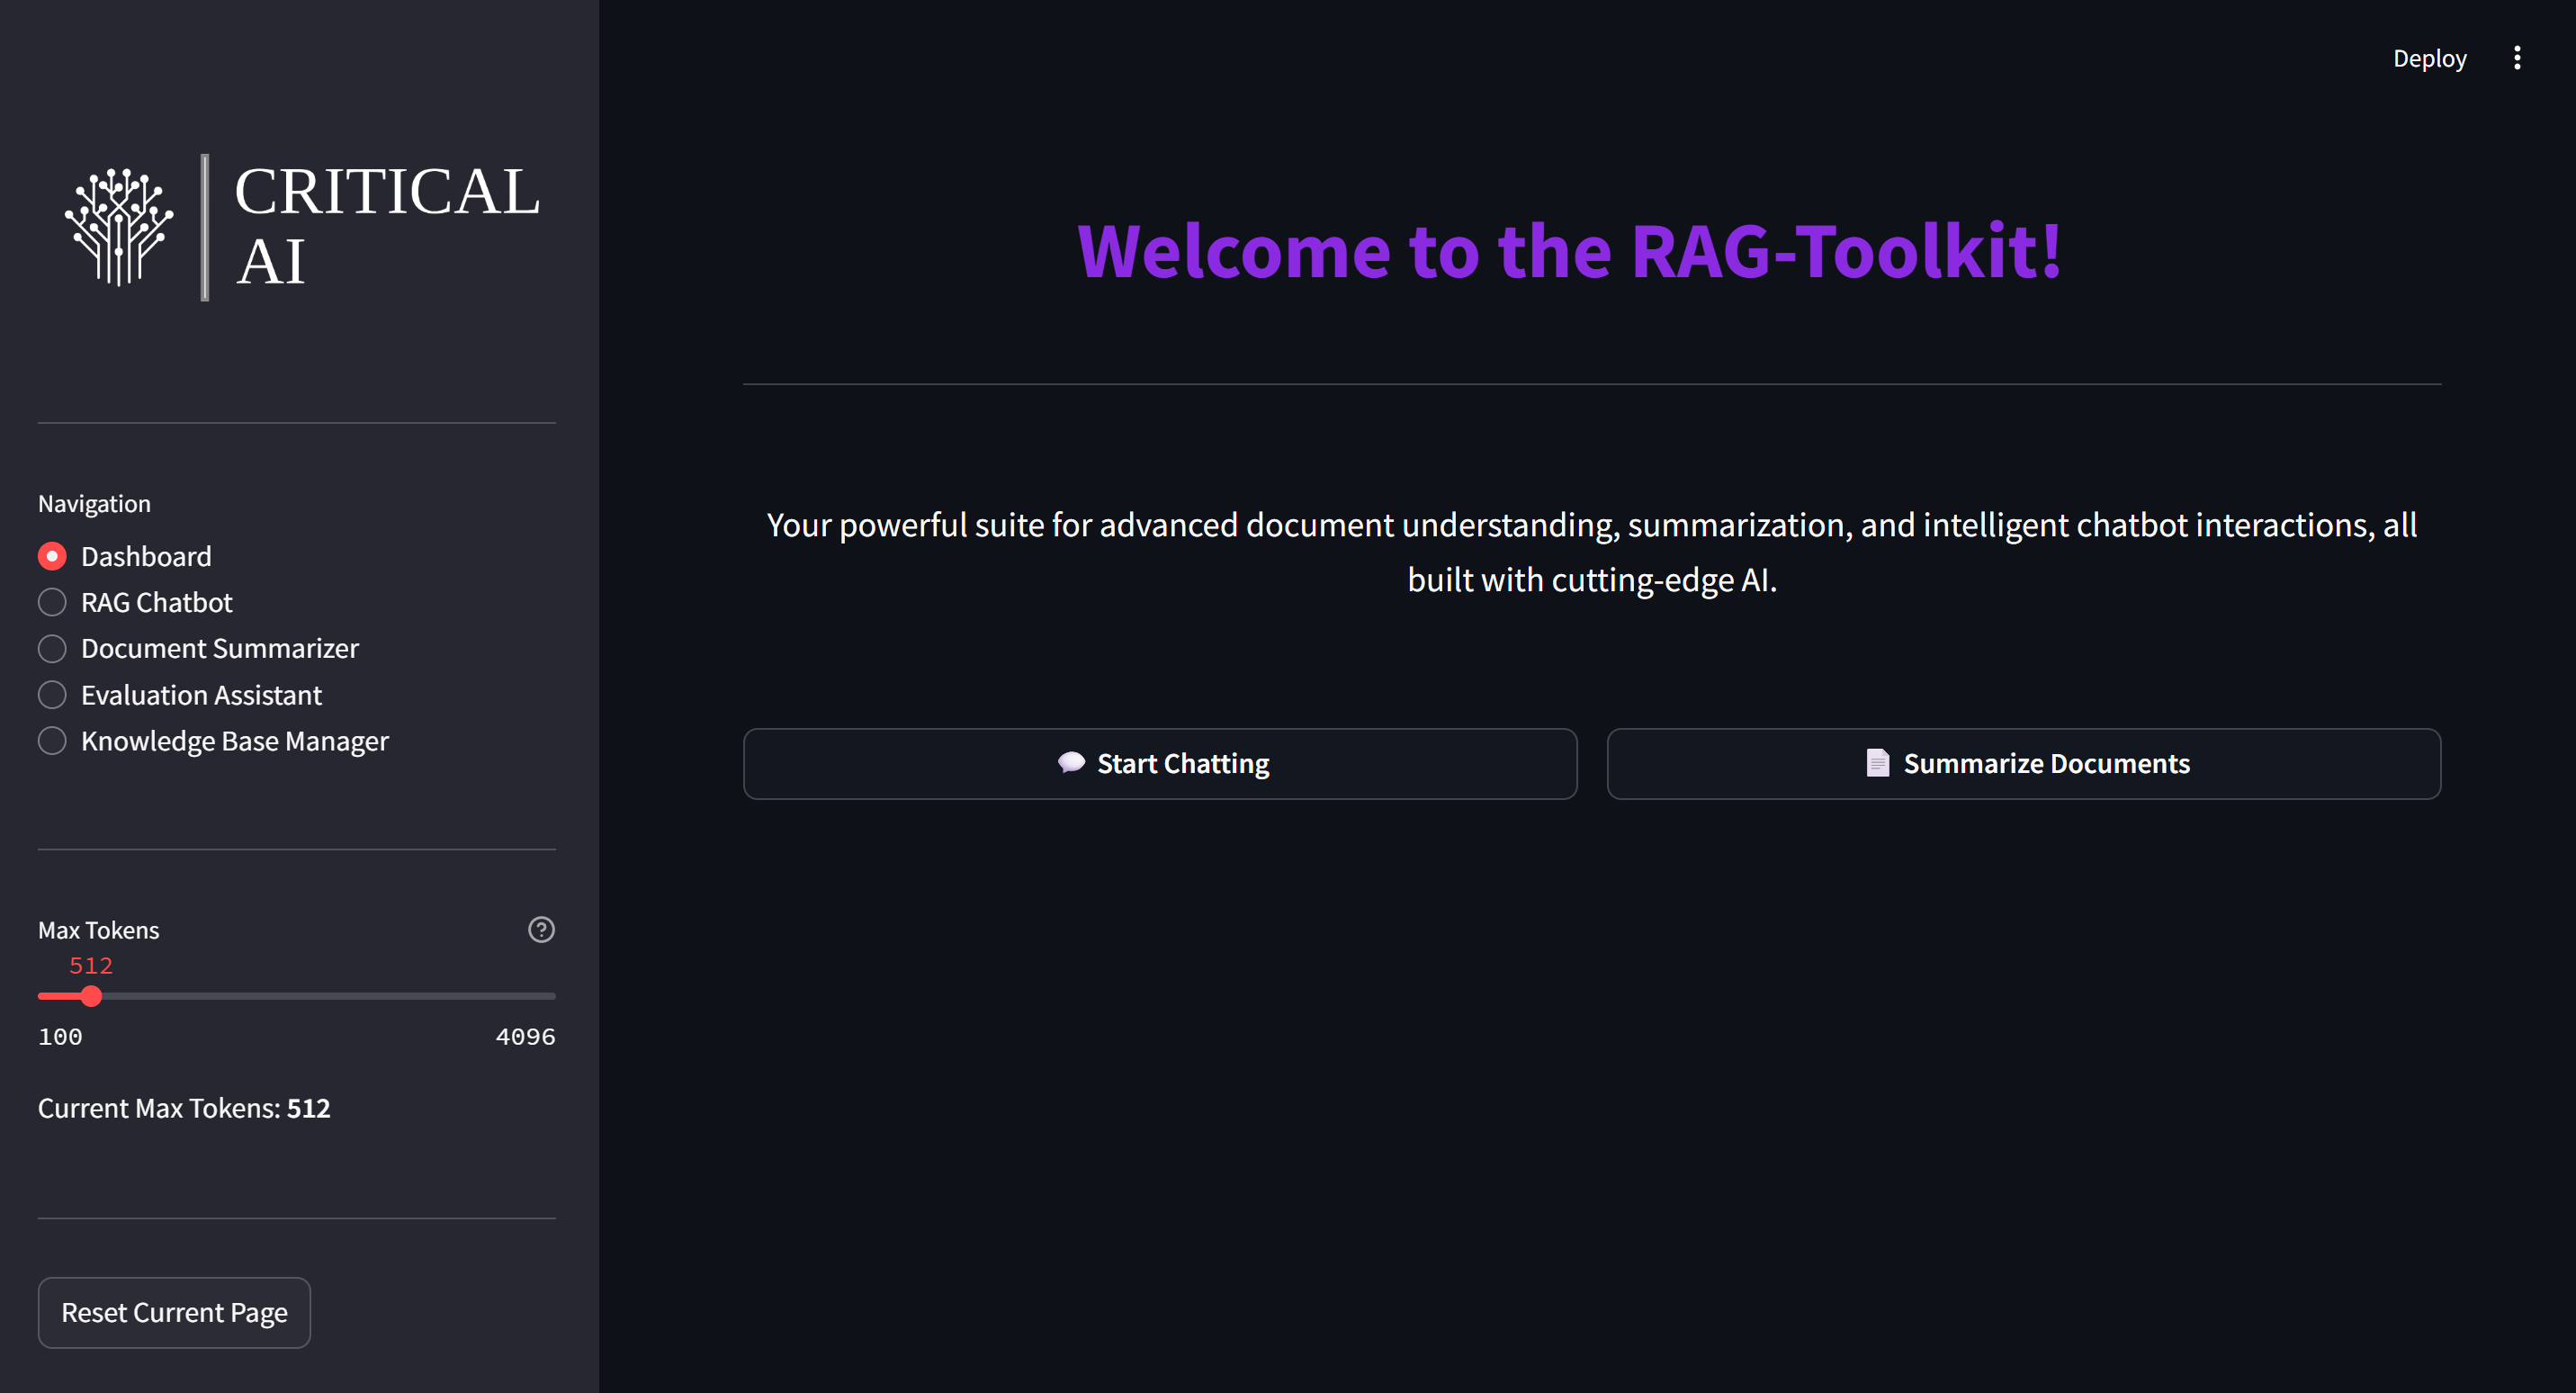 CRITICAL
AI
Navigation
Dashboard
RAG Chatbot
Document Summarizer
Evaluation Assistant
Knowledge Base Manager
Max Tokens
512
100 4096
Current Max Tokens: 512
Reset Current Page
Deploy
Welcome to the RAG-Toolkit!
Your powerful suite for advanced document understanding, summarization, and intelligent chatbot interactions, all
built with cutting-edge AI.
Start Chatting
Summarize Documents